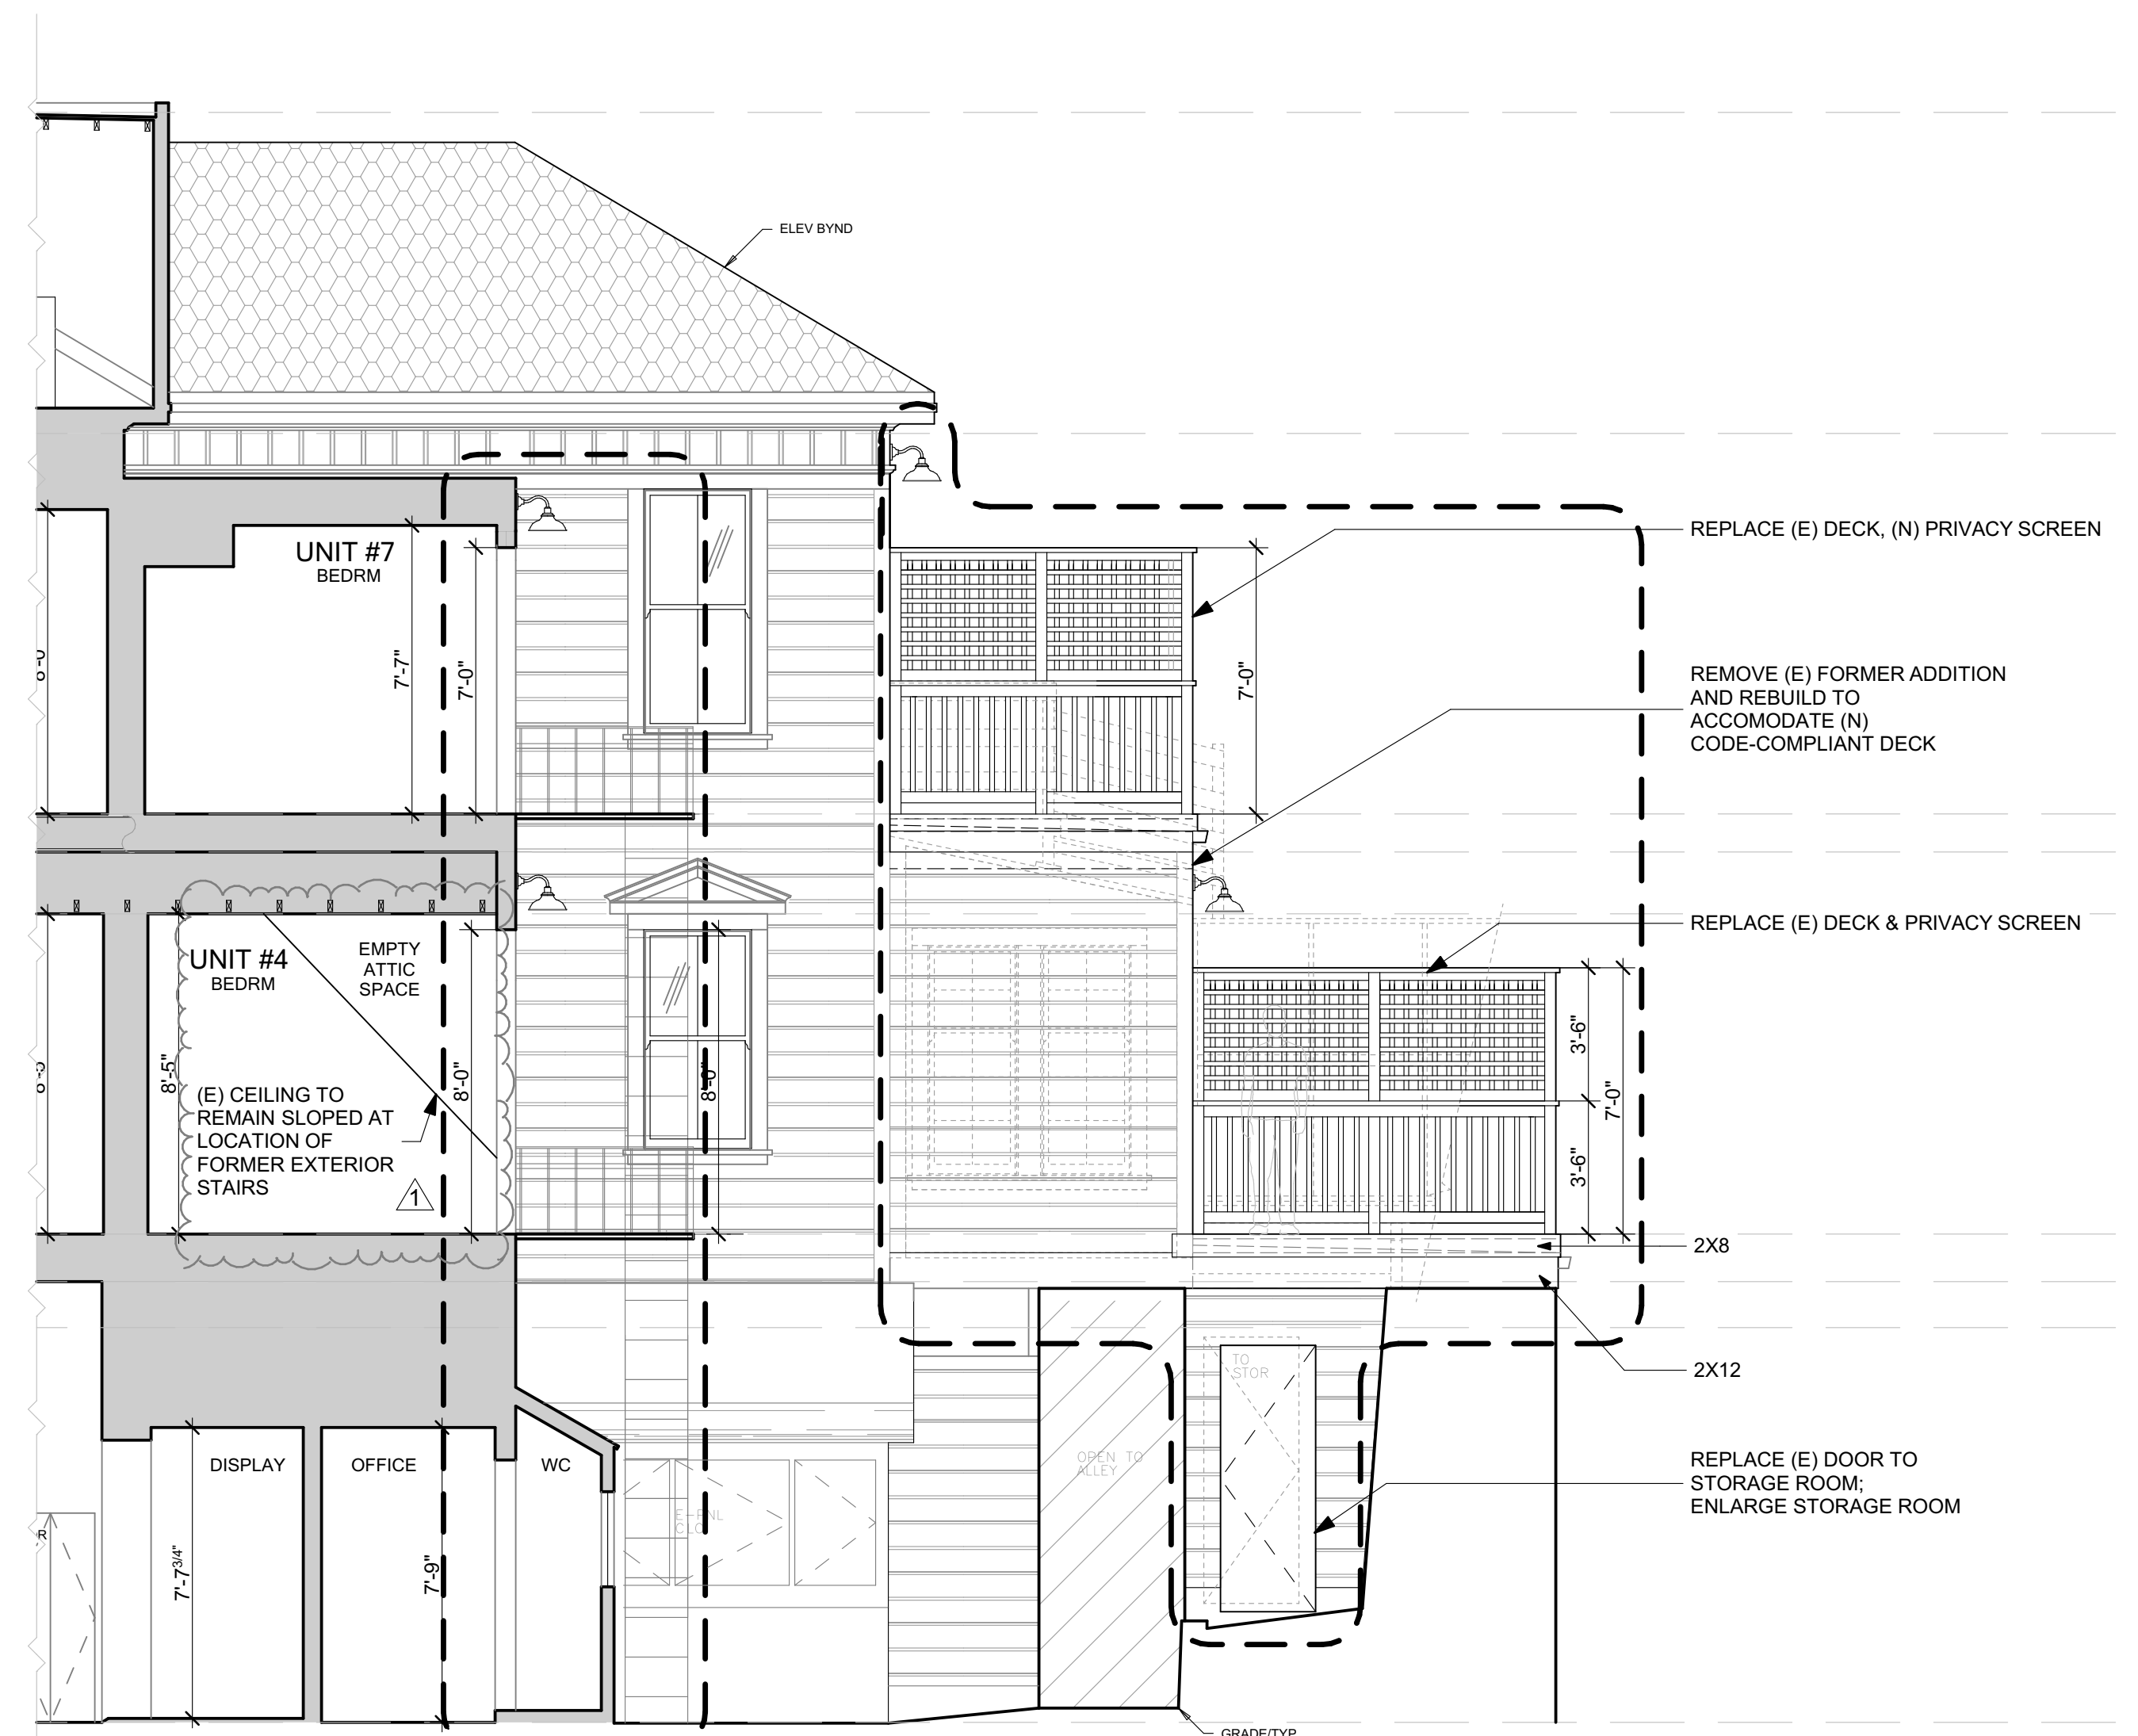 ELEV BYND
REPLACE (E) DECK, (N) PRIVACY SCREEN
UNIT #7
BEDRM
7'-7"
7'-0"
7'-0"
REMOVE (E) FORMER ADDITION
AND REBUILD TO
ACCOMODATE (N)
CODE-COMPLIANT DECK
REPLACE (E) DECK & PRIVACY SCREEN
UNIT #4
BEDRM
EMPTY
ATTIC
SPACE
8'-5"
8'-0"
8'-0"
(E) CEILING TO
REMAIN SLOPED AT
LOCATION OF
FORMER EXTERIOR
STAIRS
1
3'-6"
7'-0"
3'-6"
2X8
2X12
TO
STOR
DISPLAY
OFFICE
WC
OPEN TO
ALLEY
REPLACE (E) DOOR TO
STORAGE ROOM;
ENLARGE STORAGE ROOM
R
7'-7 3/4"
7'-9"
GRADE/TYP